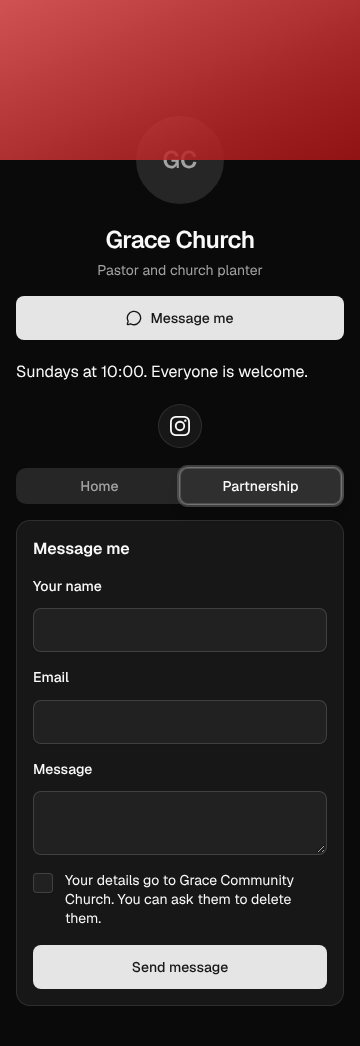 GC
Grace Church
Pastor and church planter
Message me
Sundays at 10:00. Everyone is welcome.
Home
Partnership
Message me
Your name
Email
Message
Your details go to Grace Community
Church. You can ask them to delete
them.
Send message